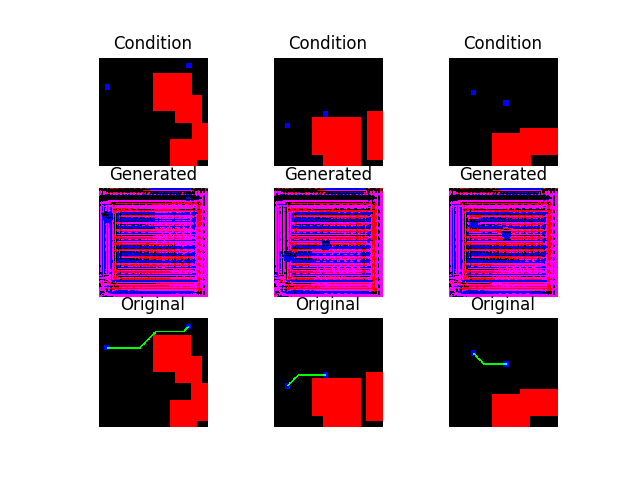 Condition Condition Condition
Generated Generated Generated
Original Original Original